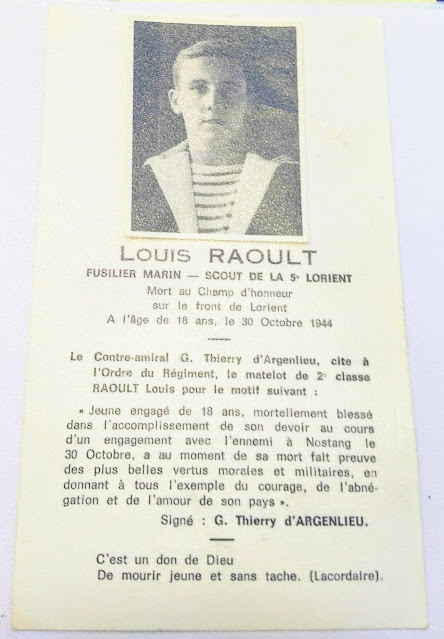 LOUIS RAOULT
FUSILIER MARIN — SCOUT DE LA 5e LORIENT
Mort au Champ d'honneur
sur le front de Lorient
A l'âge de 18 ans, le 30 Octobre 1944
Le Contre-amiral G. Thierry d'Argenlieu, cite à
l'Ordre du Régiment, le matelot de 2e classe
RAOULT Louis pour le motif suivant :
« Jeune engagé de 18 ans, mortellement blessé
dans l'accomplissement de son devoir au cours
d'un engagement avec l'ennemi à Nostang le
30 Octobre, a au moment de sa mort fait preuve
des plus belles vertus morales et militaires, en
donnant à tous l'exemple du courage, de l'abné-
gation et de l'amour de son pays ».
Signé : G. Thierry d'ARGENLIEU.
C'est un don de Dieu
De mourir jeune et sans tache. (Lacordaire).